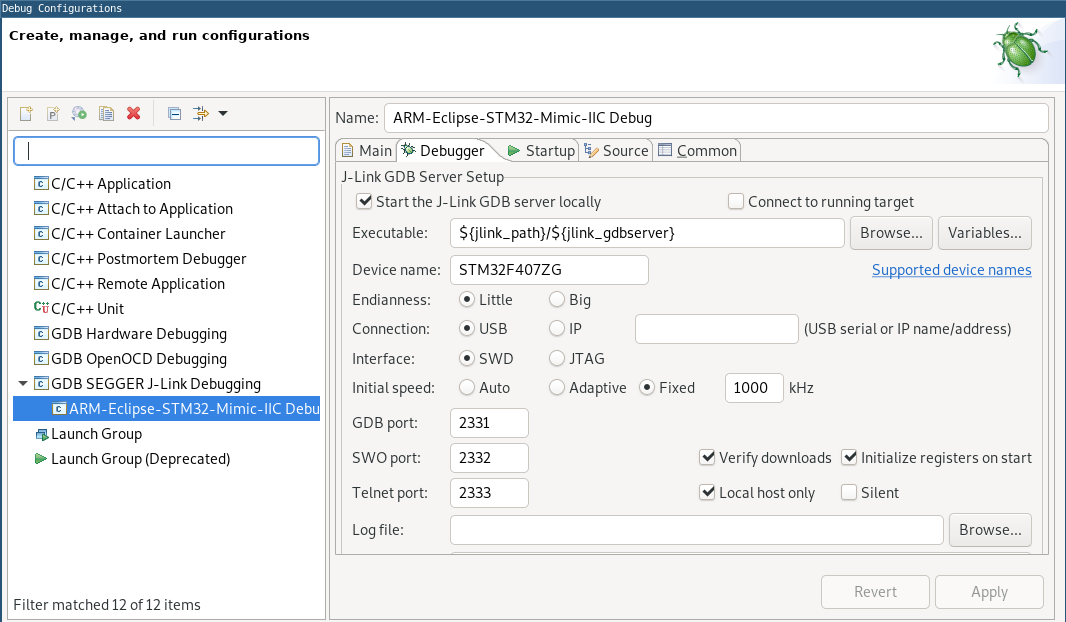 Debug Configurations
Create, manage, and run configurations
C/C++ Application
C/C++ Attach to Application
C/C++ Container Launcher
C/C++ Postmortem Debugger
C/C++ Remote Application
C/C++ Unit
GDB Hardware Debugging
GDB OpenOCD Debugging
GDB SEGGER J-Link Debugging
ARM-Eclipse-STM32-Mimic-IIC Debu
Launch Group
Launch Group (Deprecated)
Filter matched 12 of 12 items
Name: ARM-Eclipse-STM32-Mimic-IIC Debug
Main Debugger Startup Source Common
J-Link GDB Server Setup
Start the J-Link GDB server locally Connect to running target
Executable: ${jlink_path}/${jlink_gdbserver} Browse... Variables...
Device name: STM32F407ZG Supported device names
Endianness: Little Big
Connection: USB IP (USB serial or IP name/address)
Interface: SWD JTAG
Initial speed: Auto Adaptive Fixed 1000 kHz
GDB port: 2331
SWO port: 2332 Verify downloads Initialize registers on start
Telnet port: 2333 Local host only Silent
Log file: Browse...
Revert Apply